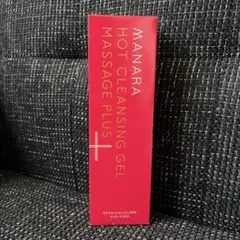 MANARA
HOT CLEANSING GEL
MASSAGE PLUS
+